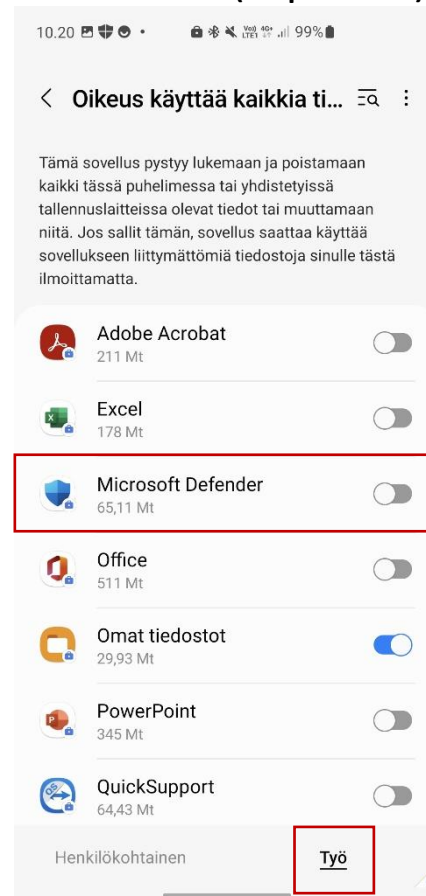 10.20 Vo)) 4G+ LTE1 99%
Oikeus käyttää kaikkia ti...
Tämä sovellus pystyy lukemaan ja poistamaan
kaikki tässä puhelimessa tai yhdistetyissä
tallennuslaitteissa olevat tiedot tai muuttamaan
niitä. Jos sallit tämän, sovellus saattaa käyttää
sovellukseen liittymättömiä tiedostoja sinulle tästä
ilmoittamatta.
Adobe Acrobat
211 Mt
Excel
178 Mt
Microsoft Defender
65,11 Mt
Office
511 Mt
Omat tiedostot
29,93 Mt
PowerPoint
345 Mt
QuickSupport
64,43 Mt
Henkilökohtainen Työ